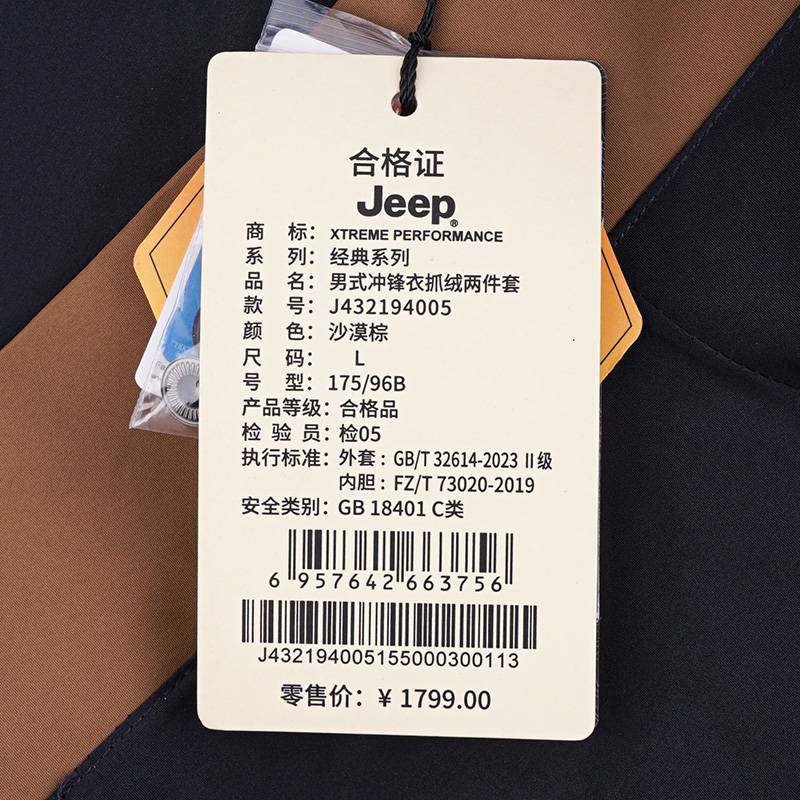 合格证
Jeep®
商 标：XTREME PERFORMANCE
系 列：经典系列
品 名：男式冲锋衣抓绒两件套
款 号：J432194005
颜 色：沙漠棕
尺 码： L
号 型：175/96B
产品等级：合格品
检 验 员：检05
执行标准：外套：GB/T 32614-2023 Ⅱ级
内胆：FZ/T 73020-2019
安全类别：GB 18401 C类
6 957642 663756
J432194005155000300113
零售价：¥ 1799.00